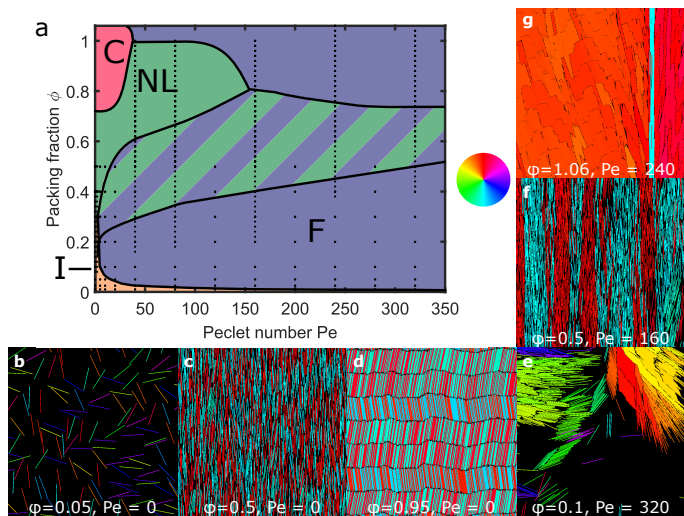 a
C
NL
F
I
1
0.8
0.6
0.4
0.2
0
Packing fraction ϕ
0 50 100 150 200 250 300 350
Peclet number Pe
g
φ=1.06, Pe = 240
f
φ=0.5, Pe = 160
b
φ=0.05, Pe = 0
c
φ=0.5, Pe = 0
d
φ=0.95, Pe = 0
e
φ=0.1, Pe = 320